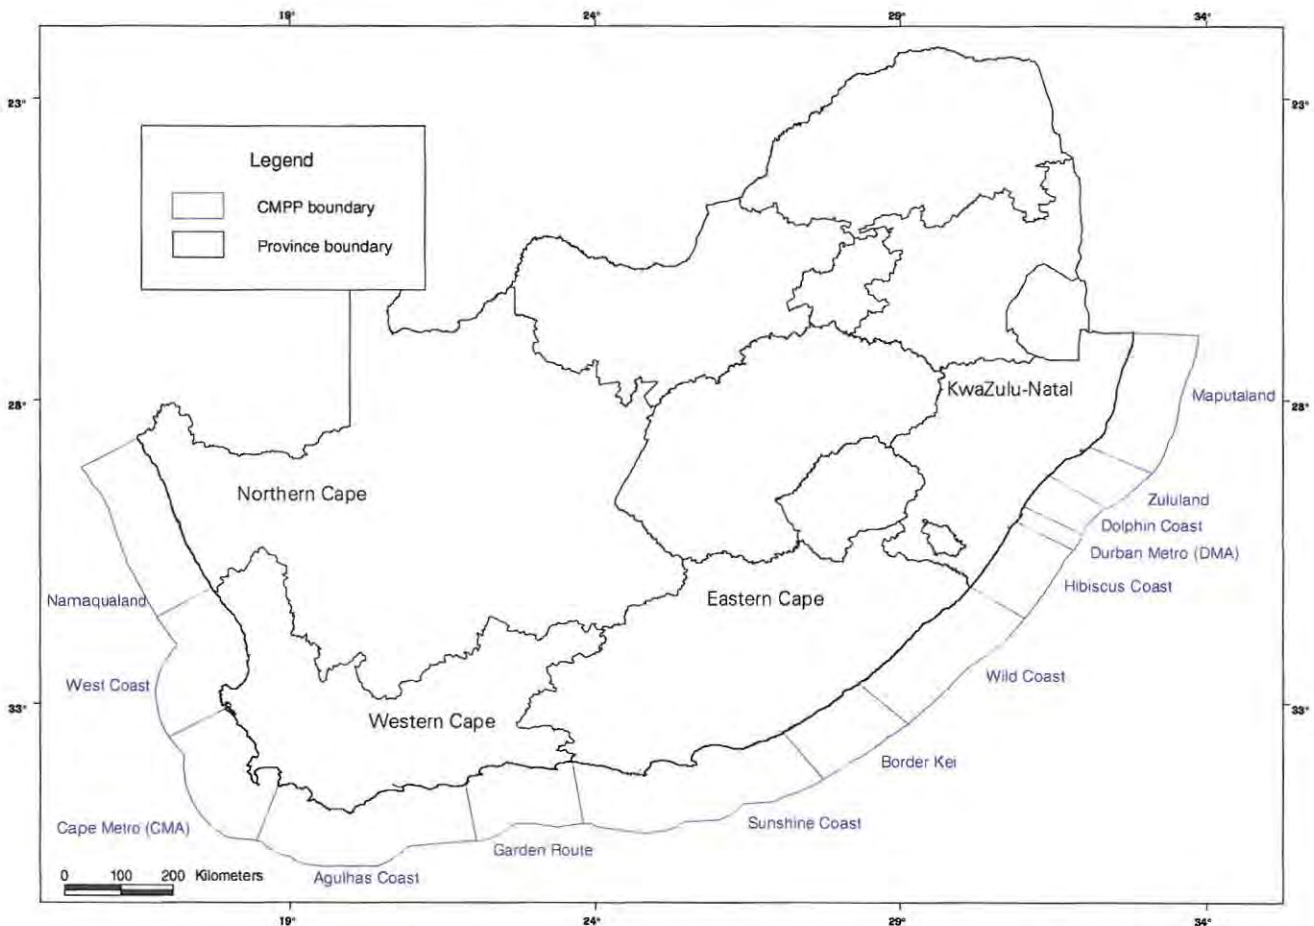 19°
24°
29°
34°
23°
23°
Legend
CMPP boundary
Province boundary
28°
28°
KwaZulu-Natal
Maputaland
Northern Cape
Zululand
Dolphin Coast
Durban Metro (DMA)
Hibiscus Coast
Namaqualand
Eastern Cape
Wild Coast
West Coast
33°
33°
Western Cape
Border Kei
Sunshine Coast
Cape Metro (CMA)
Garden Route
Agulhas Coast
0 100 200 Kilometers
19°
24°
29°
34°